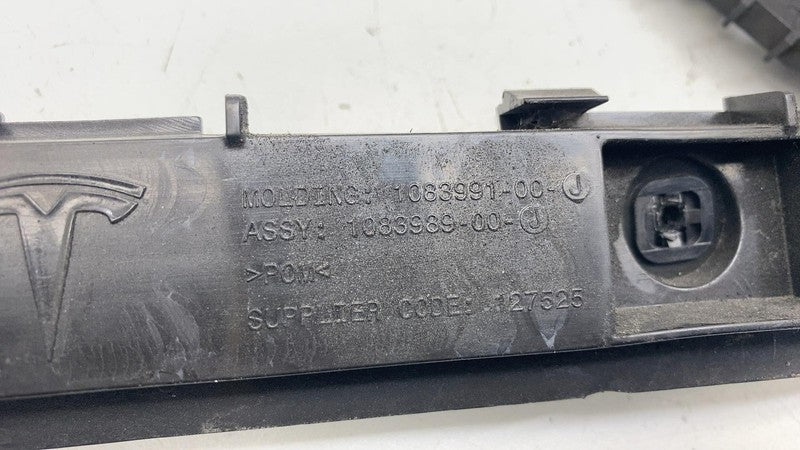 MOLDING: 1083991-00-J
ASSY: 1083989-00-J
>POM<
SUPPLIER CODE: 127525